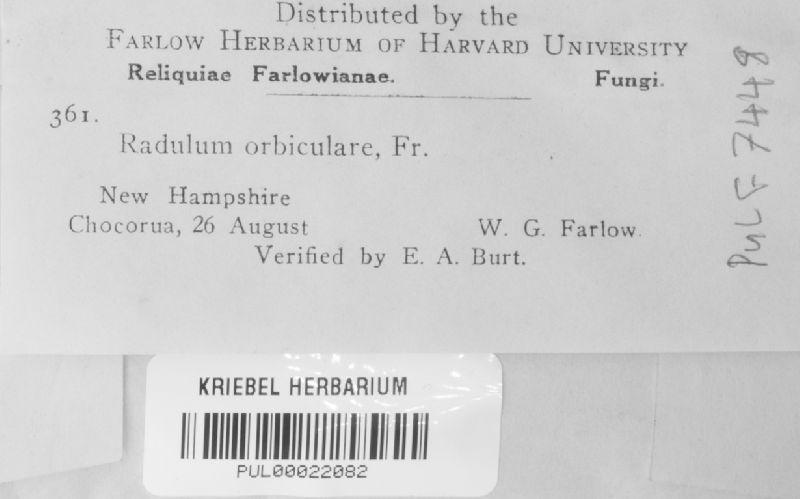 Distributed by the
FARLOW HERBARIUM OF HARVARD UNIVERSITY
Reliquiae Farlowianae. Fungi.
361.
Radulum orbiculare, Fr.
New Hampshire
Chocorua, 26 August W. G. Farlow.
Verified by E. A. Burt.
PUL F 7448
KRIEBEL HERBARIUM
PUL00022082